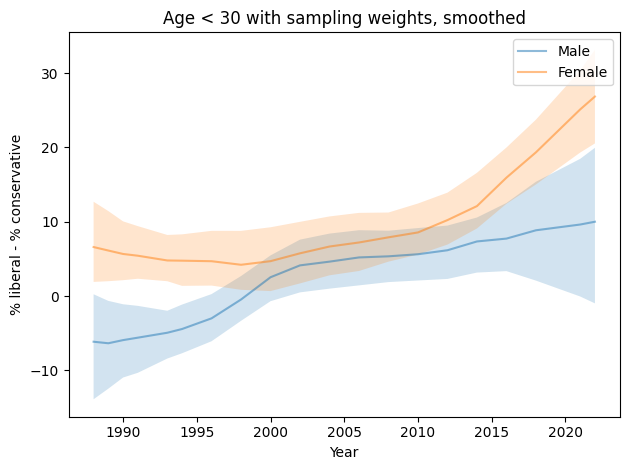 Age < 30 with sampling weights, smoothed
Male
Female
% liberal - % conservative
30
20
10
0
−10
1990
1995
2000
2005
2010
2015
2020
Year